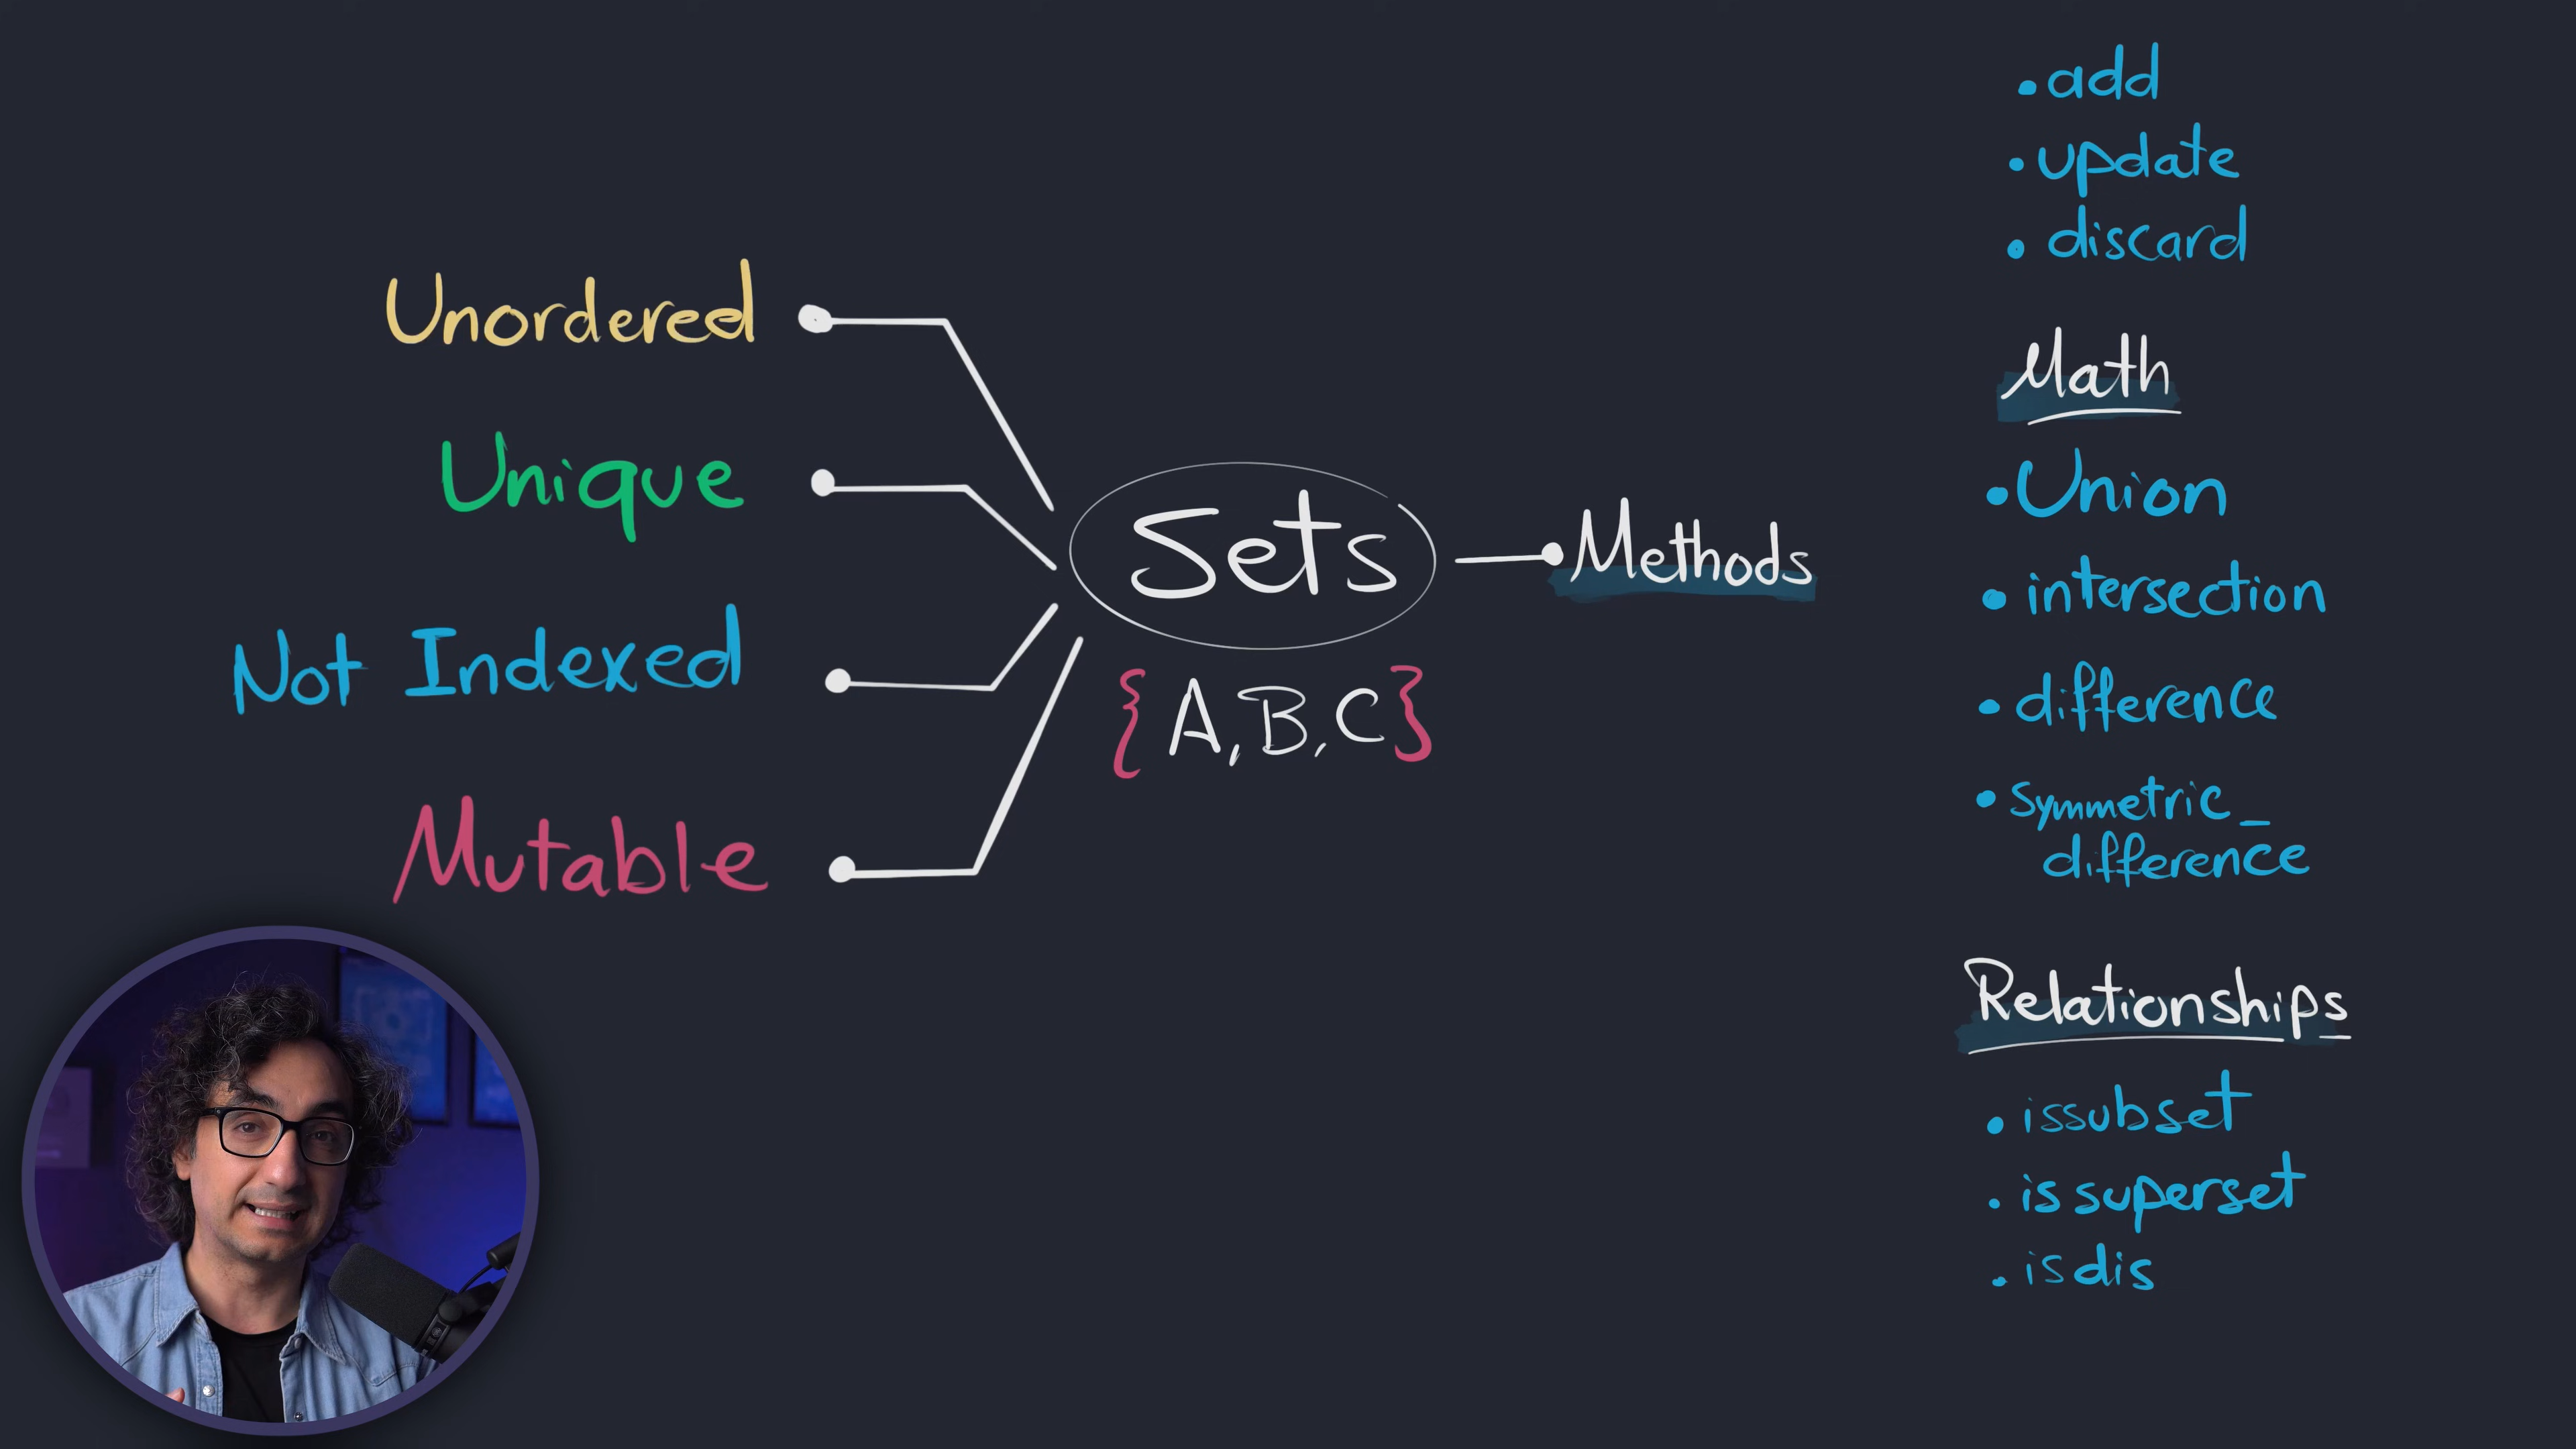 Unordered
Unique
Not Indexed
Mutable
Sets
{A,B,C}
Methods
• add
• update
• discard
Math
• Union
• intersection
• difference
• symmetric_
difference
Relationships
• issubset
• issuperset
• isdis